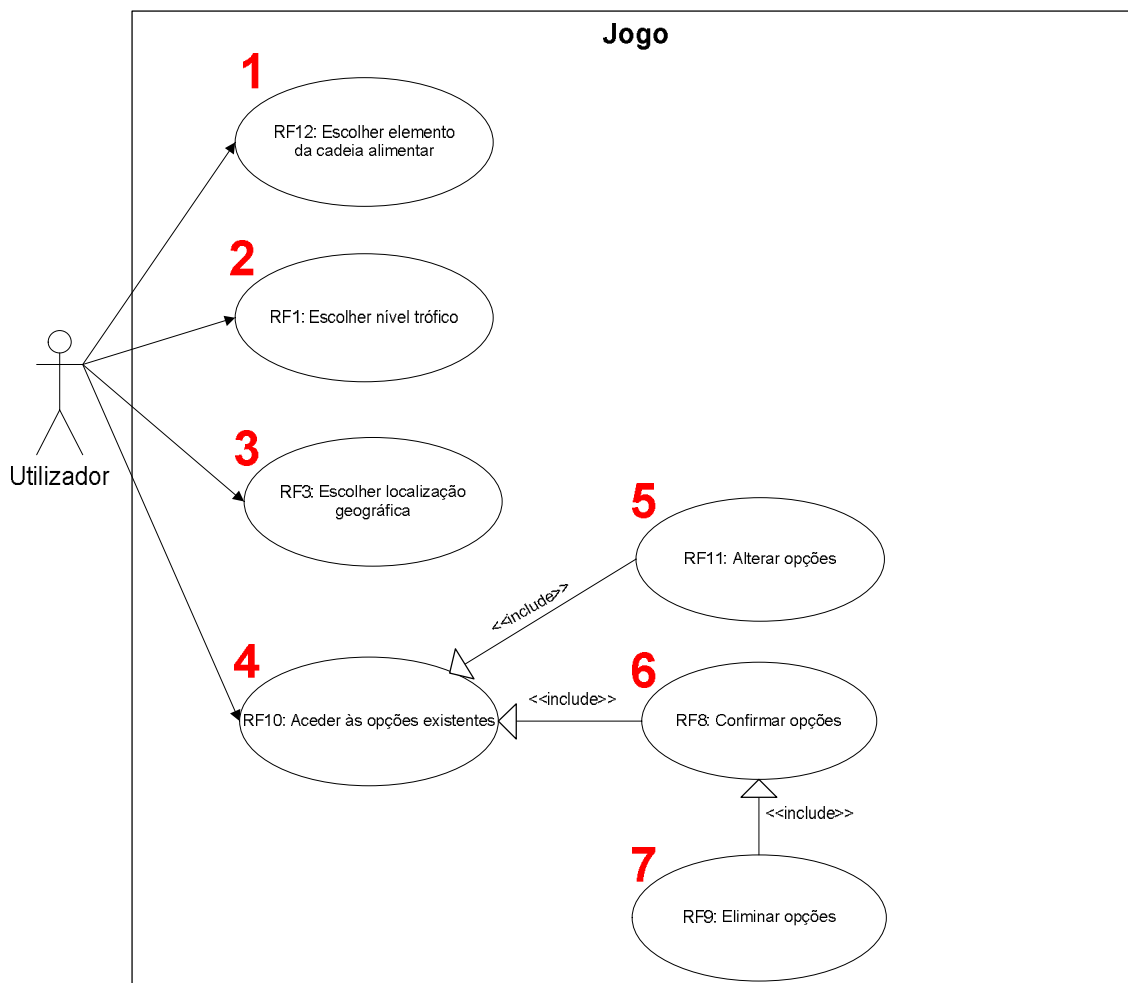 Jogo
1
RF12: Escolher elemento
da cadeia alimentar
2
RF1: Escolher nível trófico
Utilizador
3
RF3: Escolher localização
geográfica
4
RF10: Aceder às opções existentes
5
RF11: Alterar opções
<<include>>
6
RF8: Confirmar opções
<<include>>
7
RF9: Eliminar opções
<<include>>